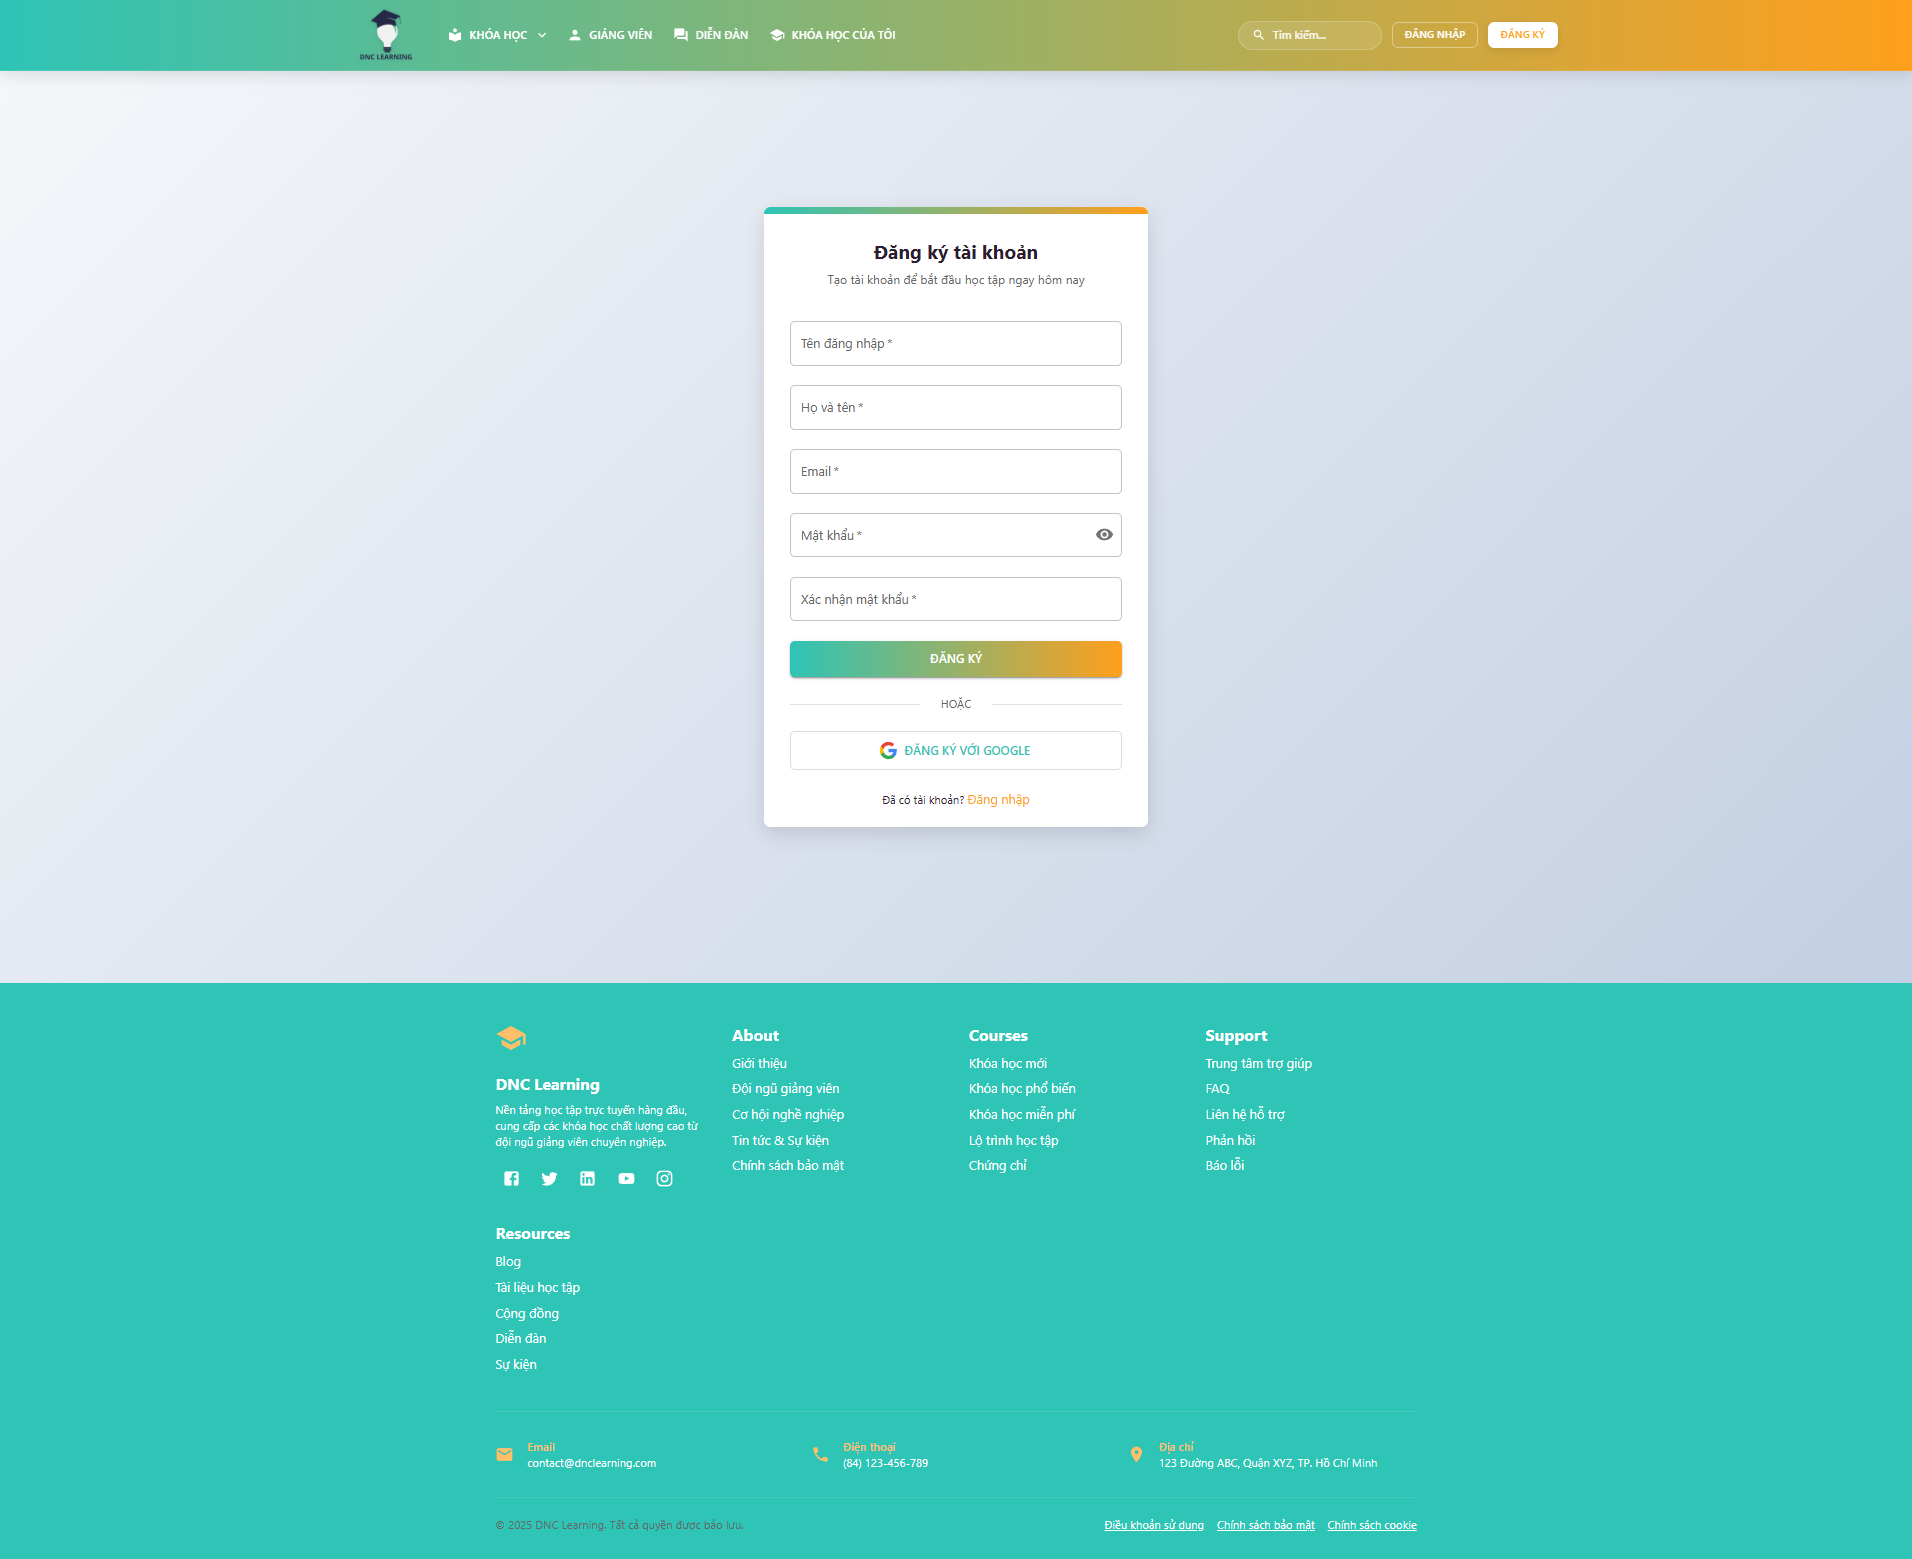 DNC LEARNING
KHÓA HỌC
GIẢNG VIÊN
DIỄN ĐÀN
KHÓA HỌC CỦA TÔI
Tìm kiếm...
ĐĂNG NHẬP
ĐĂNG KÝ
Đăng ký tài khoản
Tạo tài khoản để bắt đầu học tập ngay hôm nay
Tên đăng nhập *
Họ và tên *
Email *
Mật khẩu *
Xác nhận mật khẩu *
ĐĂNG KÝ
HOẶC
ĐĂNG KÝ VỚI GOOGLE
Đã có tài khoản? Đăng nhập
DNC Learning
Nền tảng học tập trực tuyến hàng đầu,
cung cấp các khóa học chất lượng cao từ
đội ngũ giảng viên chuyên nghiệp.
About
Giới thiệu
Đội ngũ giảng viên
Cơ hội nghề nghiệp
Tin tức & Sự kiện
Chính sách bảo mật
Courses
Khóa học mới
Khóa học phổ biến
Khóa học miễn phí
Lộ trình học tập
Chứng chỉ
Support
Trung tâm trợ giúp
FAQ
Liên hệ hỗ trợ
Phản hồi
Báo lỗi
Resources
Blog
Tài liệu học tập
Cộng đồng
Diễn đàn
Sự kiện
Email
contact@dnclearning.com
Điện thoại
(84) 123-456-789
Địa chỉ
123 Đường ABC, Quận XYZ, TP. Hồ Chí Minh
© 2025 DNC Learning. Tất cả quyền được bảo lưu.
Điều khoản sử dụng
Chính sách bảo mật
Chính sách cookie